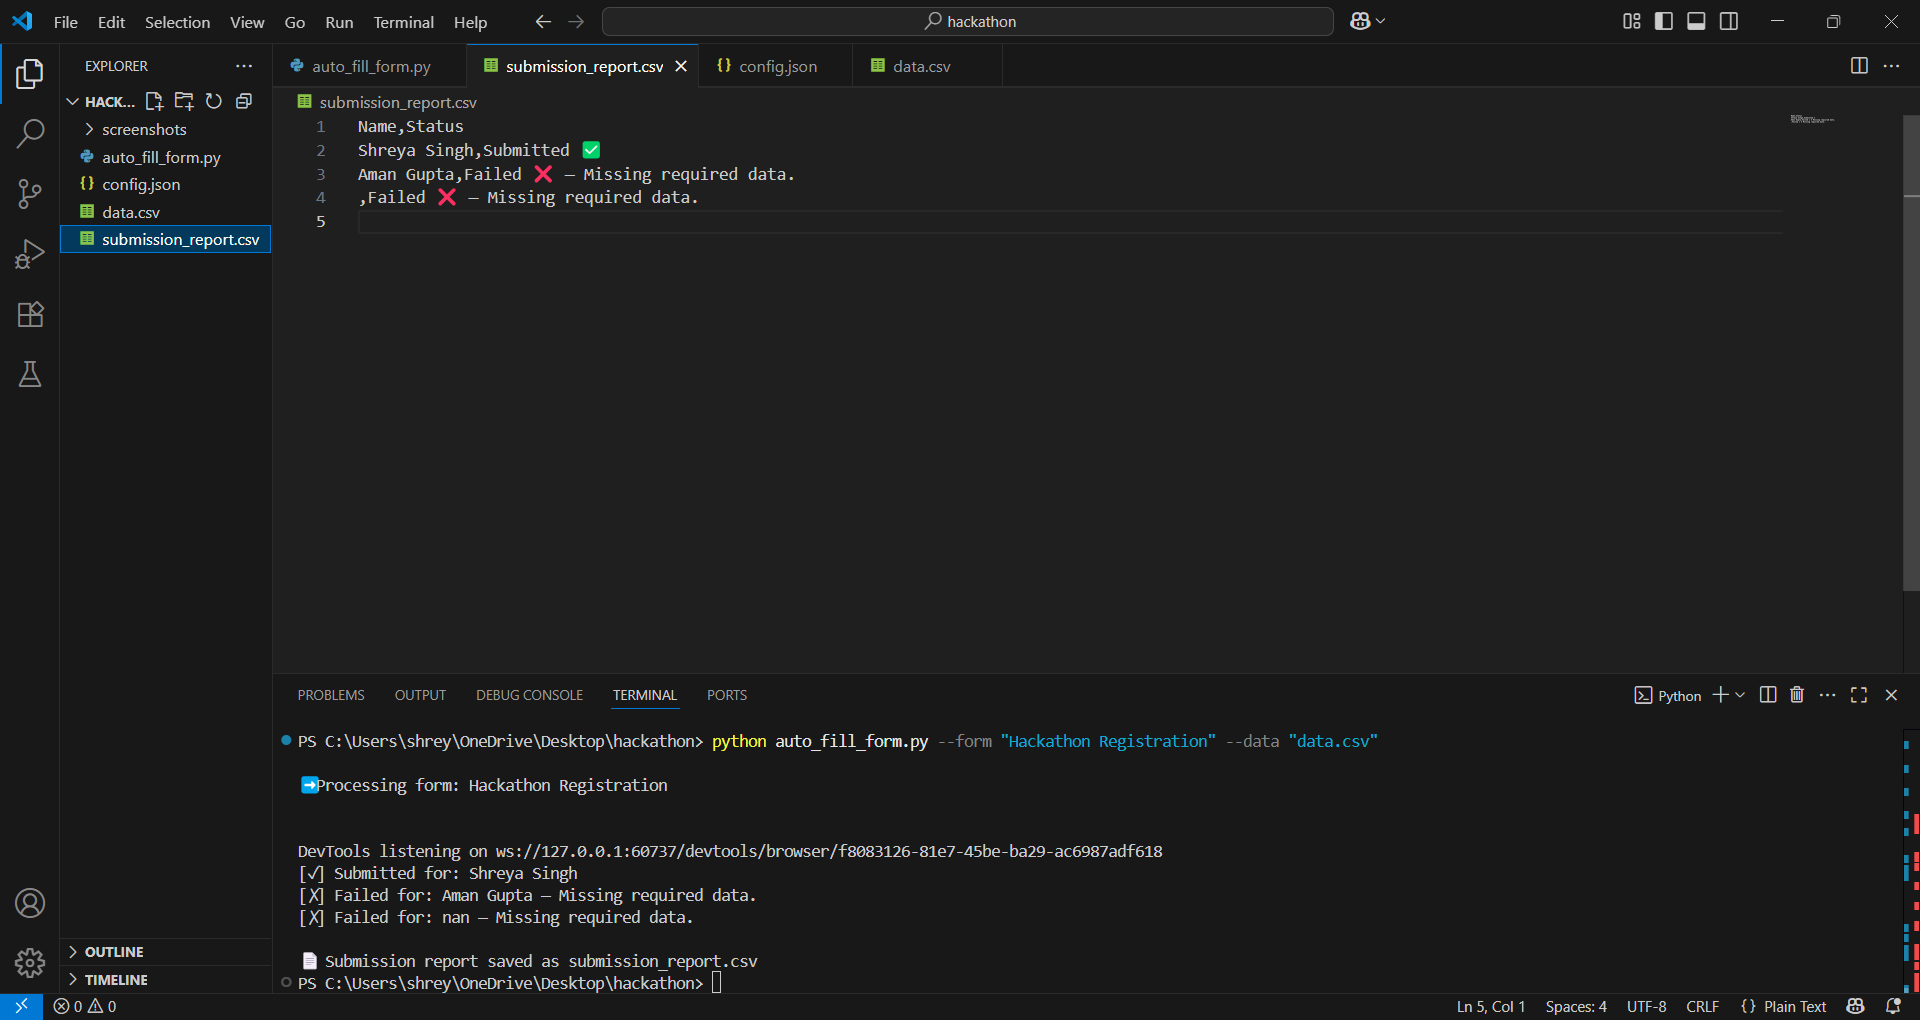 File Edit Selection View Go Run Terminal Help
hackathon
EXPLORER
HACK...
screenshots
auto_fill_form.py
config.json
data.csv
submission_report.csv
OUTLINE
TIMELINE
auto_fill_form.py submission_report.csv config.json data.csv
submission_report.csv
1 Name,Status
2 Shreya Singh,Submitted ✅
3 Aman Gupta,Failed ❌ – Missing required data.
4 ,Failed ❌ – Missing required data.
5
PROBLEMS OUTPUT DEBUG CONSOLE TERMINAL PORTS
Python
PS C:\Users\shrey\OneDrive\Desktop\hackathon> python auto_fill_form.py --form "Hackathon Registration" --data "data.csv"
➡Processing form: Hackathon Registration
DevTools listening on ws://127.0.0.1:60737/devtools/browser/f8083126-81e7-45be-ba29-ac6987adf618
[√] Submitted for: Shreya Singh
[X] Failed for: Aman Gupta – Missing required data.
[X] Failed for: nan – Missing required data.
📄 Submission report saved as submission_report.csv
PS C:\Users\shrey\OneDrive\Desktop\hackathon>
0 0
Ln 5, Col 1 Spaces: 4 UTF-8 CRLF {} Plain Text